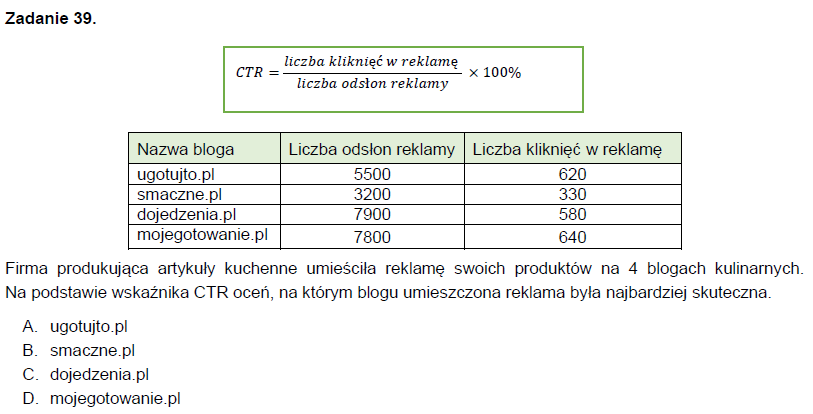 Zadanie 39.
CTR = liczba kliknięć w reklamę / liczba odsłon reklamy × 100%
Nazwa bloga Liczba odsłon reklamy Liczba kliknięć w reklamę
ugotujto.pl 5500 620
smaczne.pl 3200 330
dojedzenia.pl 7900 580
mojegotowanie.pl 7800 640
Firma produkująca artykuły kuchenne umieściła reklamę swoich produktów na 4 blogach kulinarnych.
Na podstawie wskaźnika CTR oceń, na którym blogu umieszczona reklama była najbardziej skuteczna.
A. ugotujto.pl
B. smaczne.pl
C. dojedzenia.pl
D. mojegotowanie.pl